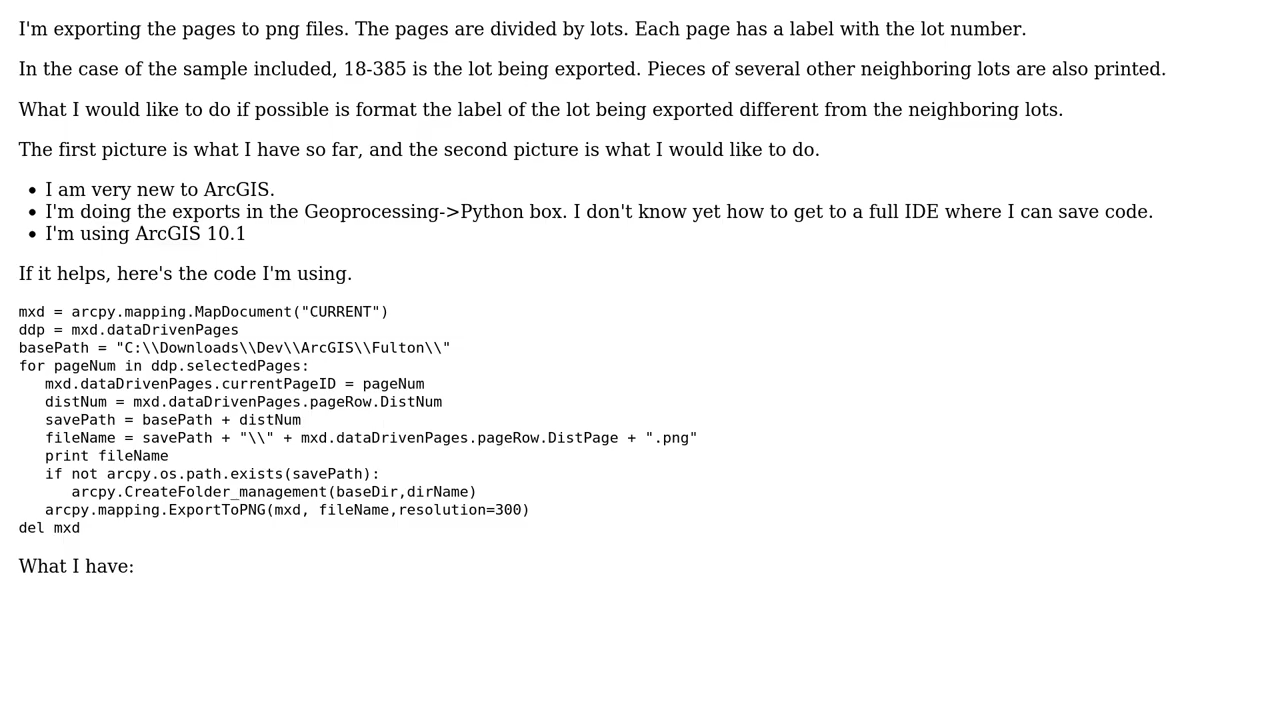 I'm exporting the pages to png files. The pages are divided by lots. Each page has a label with the lot number.
In the case of the sample included, 18-385 is the lot being exported. Pieces of several other neighboring lots are also printed.
What I would like to do if possible is format the label of the lot being exported different from the neighboring lots.
The first picture is what I have so far, and the second picture is what I would like to do.
• I am very new to ArcGIS.
• I'm doing the exports in the Geoprocessing->Python box. I don't know yet how to get to a full IDE where I can save code.
• I'm using ArcGIS 10.1
If it helps, here's the code I'm using.
mxd = arcpy.mapping.MapDocument("CURRENT")
ddp = mxd.dataDrivenPages
basePath = "C:\\Downloads\\Dev\\ArcGIS\\Fulton\\"
for pageNum in ddp.selectedPages:
   mxd.dataDrivenPages.currentPageID = pageNum
   distNum = mxd.dataDrivenPages.pageRow.DistNum
   savePath = basePath + distNum
   fileName = savePath + "\\" + mxd.dataDrivenPages.pageRow.DistPage + ".png"
   print fileName
   if not arcpy.os.path.exists(savePath):
      arcpy.CreateFolder_management(baseDir,dirName)
   arcpy.mapping.ExportToPNG(mxd, fileName,resolution=300)
del mxd
What I have: